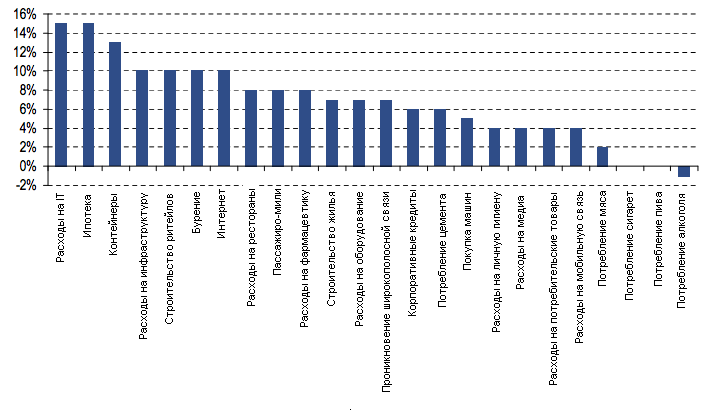 16%
14%
12%
10%
8%
6%
4%
2%
0%
-2%
Расходы на IT
Ипотека
Контейнеры
Расходы на инфраструктуру
Строительство ритейлов
Бурение
Интернет
Расходы на рестораны
Пассажиро-мили
Расходы на фармацевтику
Строительство жилья
Расходы на оборудование
Проникновение широкополосной связи
Корпоративные кредиты
Потребление цемента
Покупка машин
Расходы на личную гигиену
Расходы на медиа
Расходы на потребительские товары
Расходы на мобильную связь
Потребление мяса
Потребление сигарет
Потребление пива
Потребление алкоголя